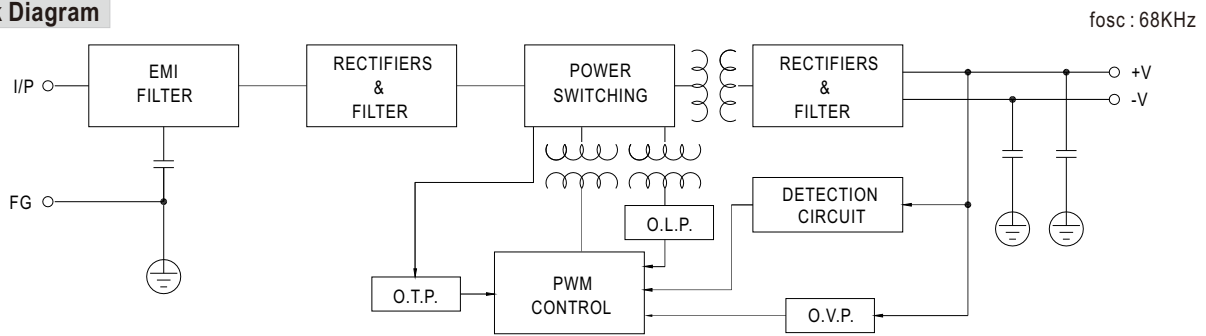 Diagram
fosc : 68KHz
I/P
EMI
FILTER
RECTIFIERS
&
FILTER
POWER
SWITCHING
RECTIFIERS
&
FILTER
+V
-V
FG
DETECTION
CIRCUIT
O.L.P.
O.T.P.
PWM
CONTROL
O.V.P.